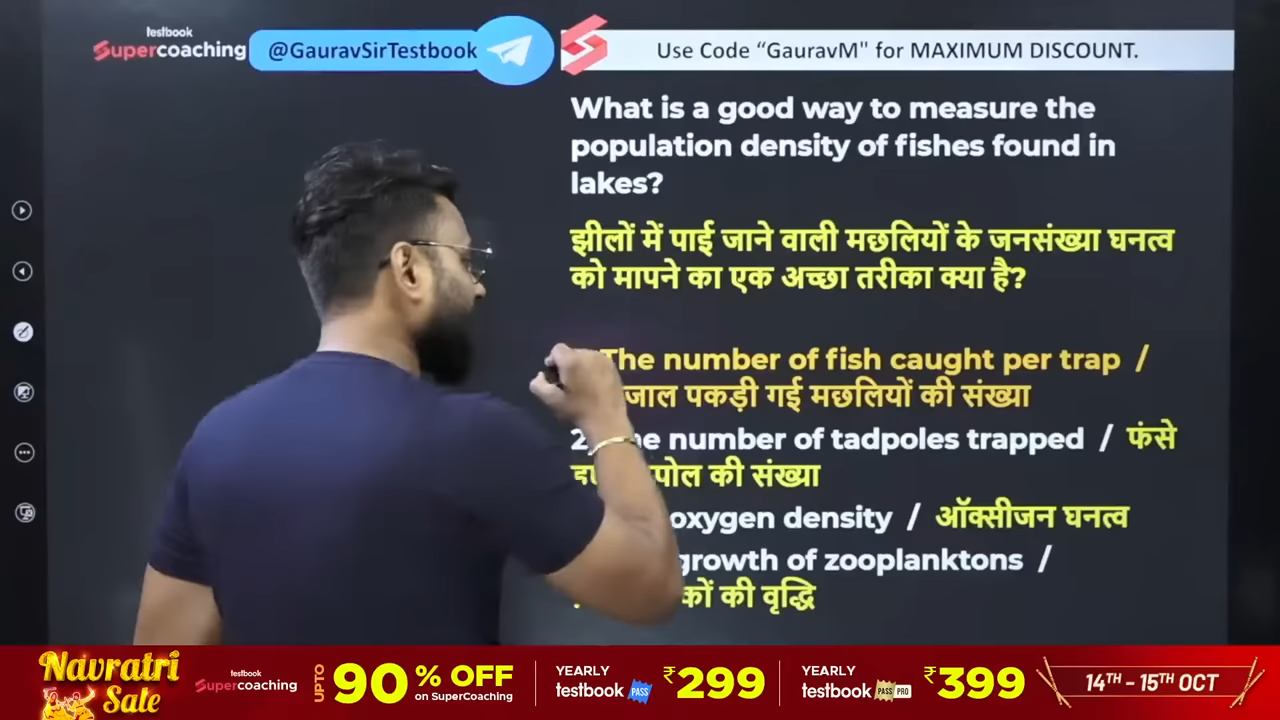 testbook
Supercoaching
@GauravSirTestbook
Use Code “GauravM" for MAXIMUM DISCOUNT.
What is a good way to measure the
population density of fishes found in
lakes?
झीलों में पाई जाने वाली मछलियों के जनसंख्या घनत्व
को मापने का एक अच्छा तरीका क्या है?
The number of fish caught per trap /
जाल पकड़ी गई मछलियों की संख्या
2 number of tadpoles trapped / फंसे
की संख्या
oxygen density / ऑक्सीजन घनत्व
growth of zooplanktons /
की वृद्धि
Navratri
Sale
testbook
Supercoaching
UPTO 90% OFF
on SuperCoaching
YEARLY
testbook PASS
₹299
YEARLY
testbook PASS PRO
₹399
14TH - 15TH OCT